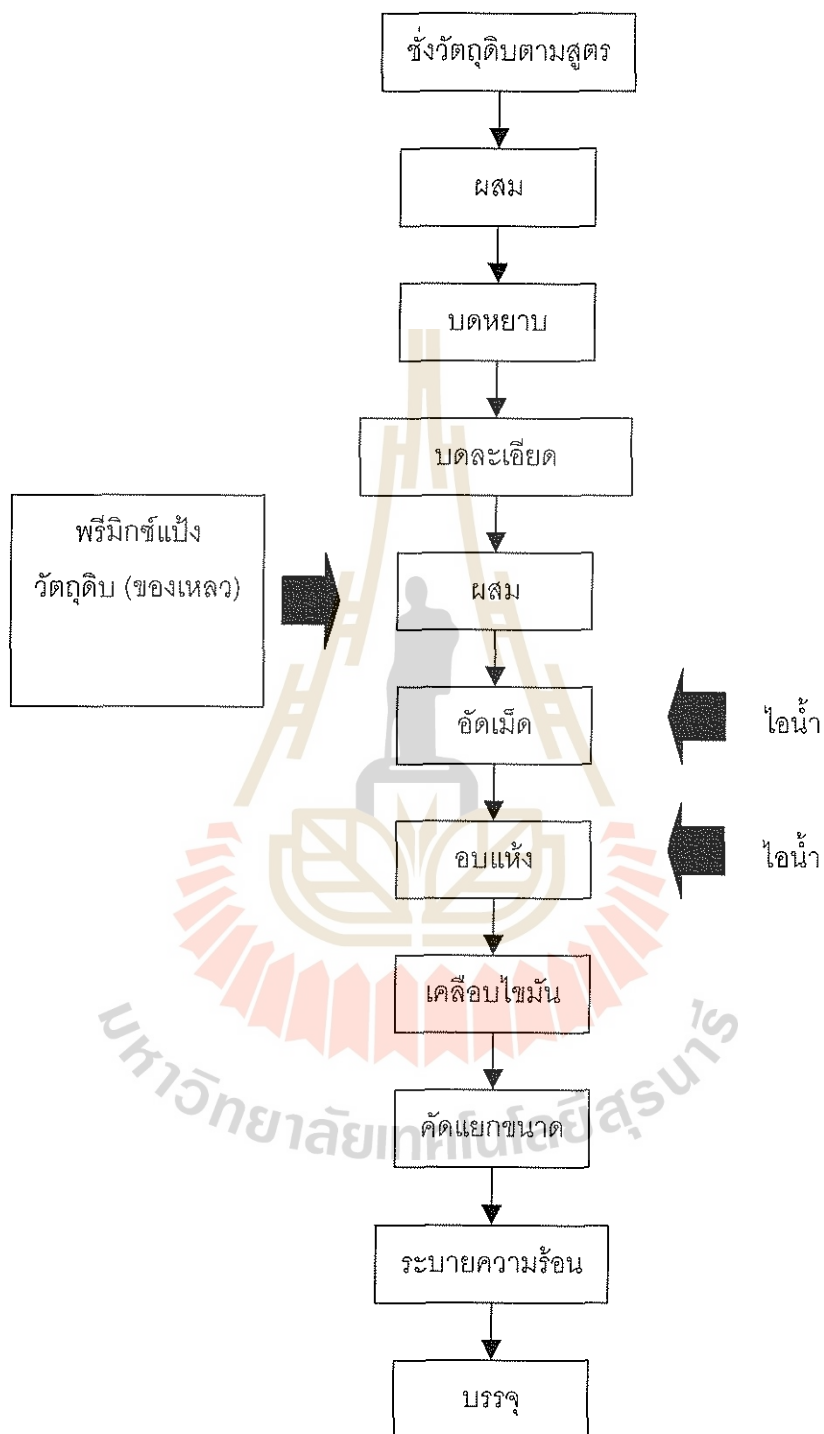 ชั่งวัตถุดิบตามสูตร
ผสม
บดหยาบ
บดละเอียด
พรีมิกซ์แป้ง
วัตถุดิบ (ของเหลว)
ผสม
อัดเม็ด
ไอน้ำ
อบแห้ง
ไอน้ำ
เคลือบไขมัน
คัดแยกขนาด
มหาวิทยาลัยเทคโนโลยีสุรนารี
ระบายความร้อน
บรรจุ